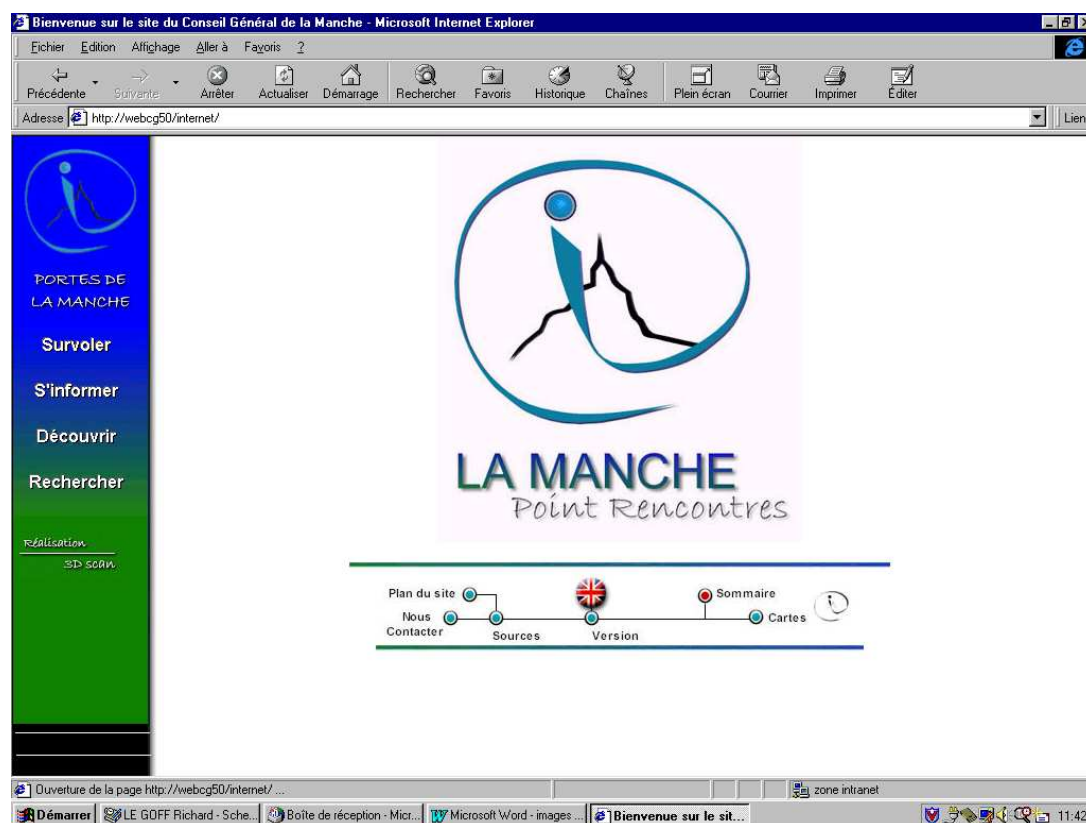 Bienvenue sur le site du Conseil Général de la Manche - Microsoft Internet Explorer
Fichier Edition Affichage Aller à Favoris ?
Précédente Suivante Arrêter Actualiser Démarrage Rechercher Favoris Historique Chaînes Plein écran Courrier Imprimer Éditer
Adresse http://webcg50/internet/ Lien
PORTES DE
LA MANCHE
Survoler
S'informer
Découvrir
Rechercher
Réalisation
3D scan
LA MANCHE
Point Rencontres
Plan du site
Sommaire
Nous
Contacter
Cartes
Sources
Version
Ouverture de la page http://webcg50/internet/ ...
zone intranet
Démarrer LE GOFF Richard - Sche... Boîte de réception - Micr... Microsoft Word - images ... Bienvenue sur le sit... 11:42